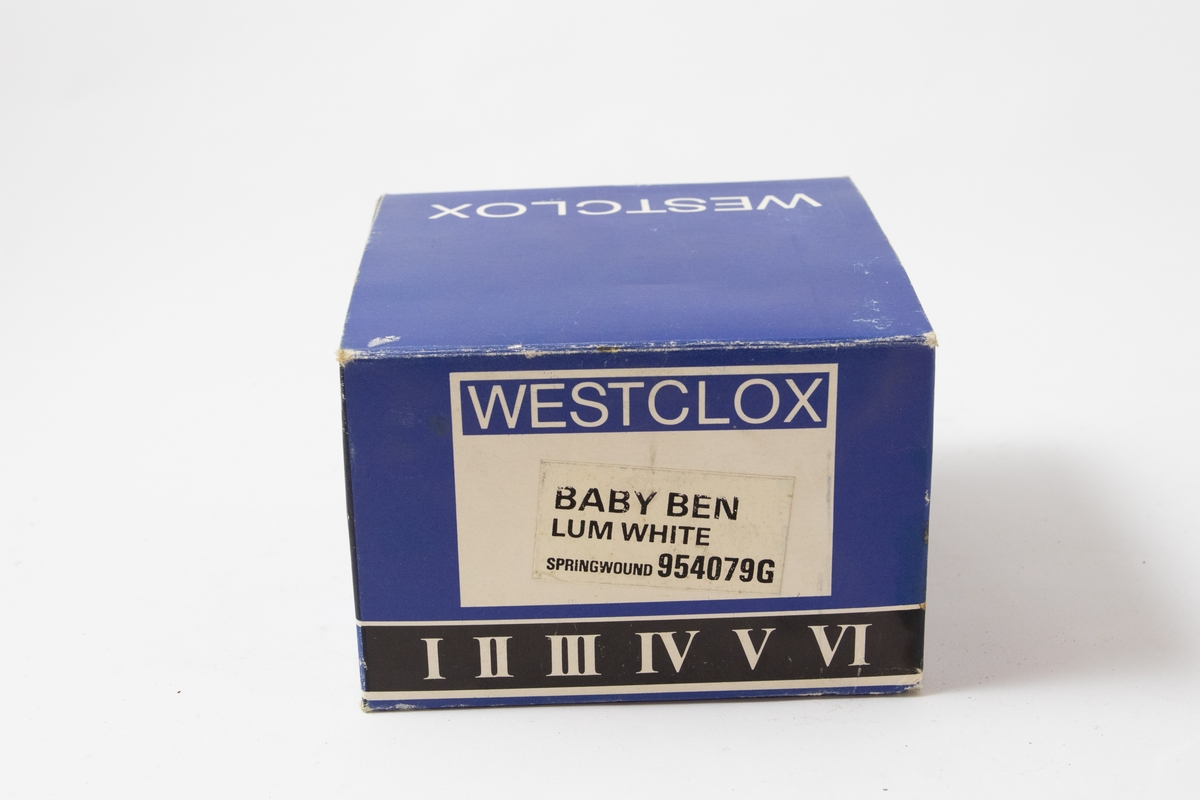 WESTCLOX
WESTCLOX
BABY BEN
LUM WHITE
SPRINGWOUND 954079G
I II III IV V VI